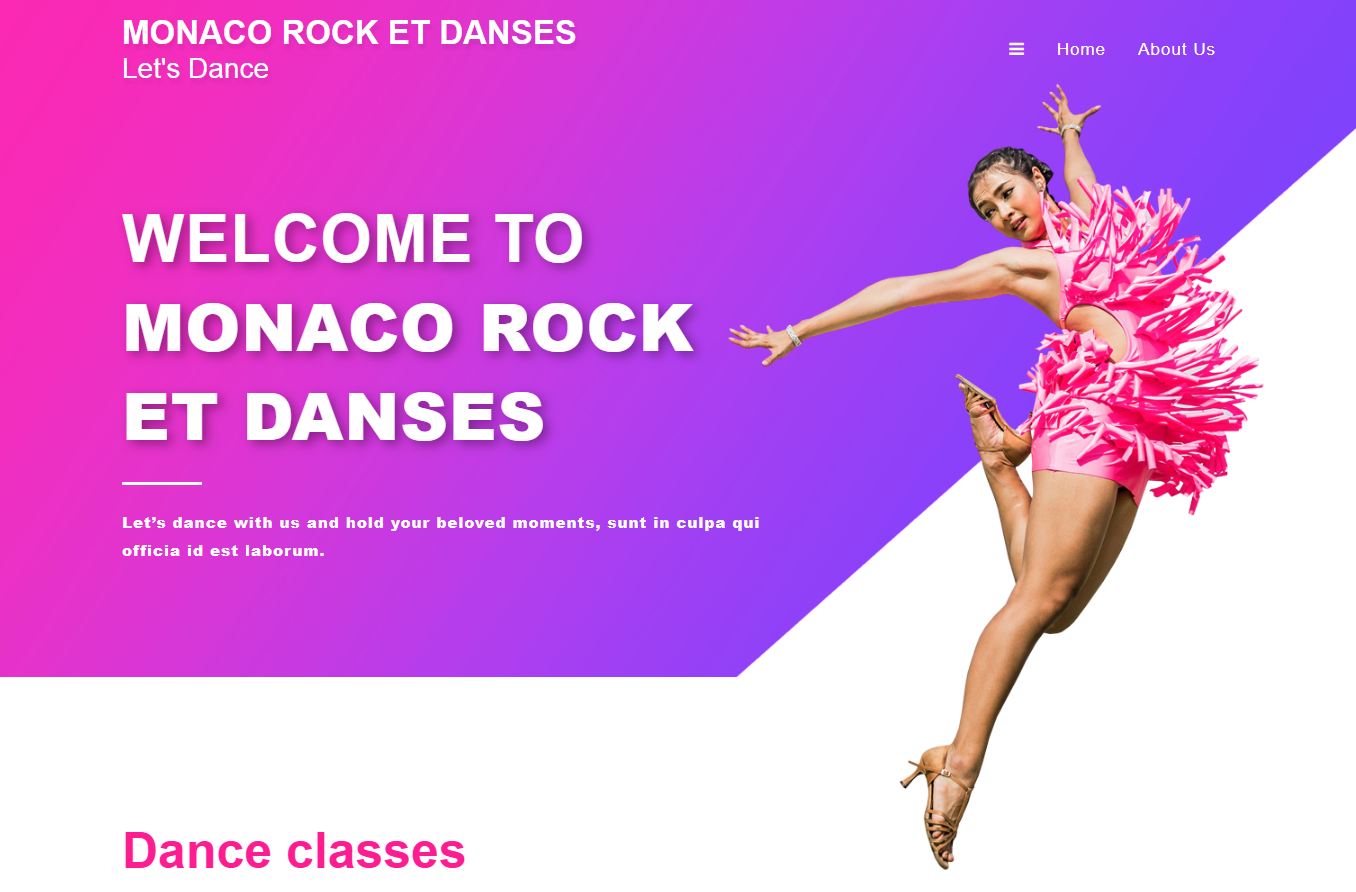 MONACO ROCK ET DANSES
Let's Dance
Home About Us
WELCOME TO
MONACO ROCK
ET DANSES
Let’s dance with us and hold your beloved moments, sunt in culpa qui
officia id est laborum.
Dance classes